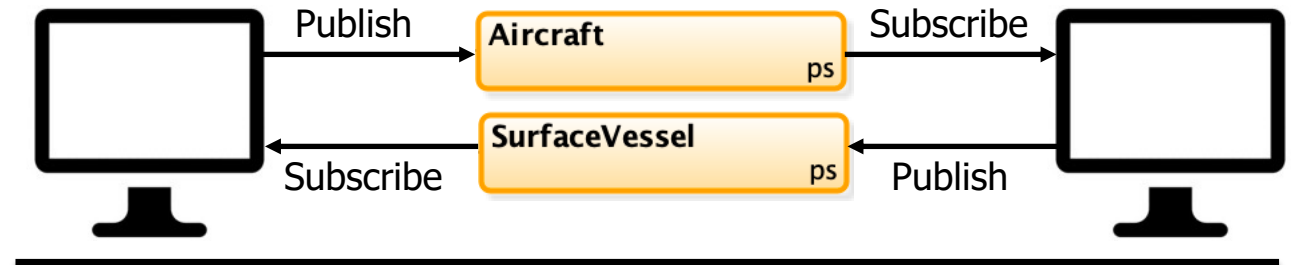 Publish
Aircraft
ps
Subscribe
Subscribe
SurfaceVessel
ps
Publish